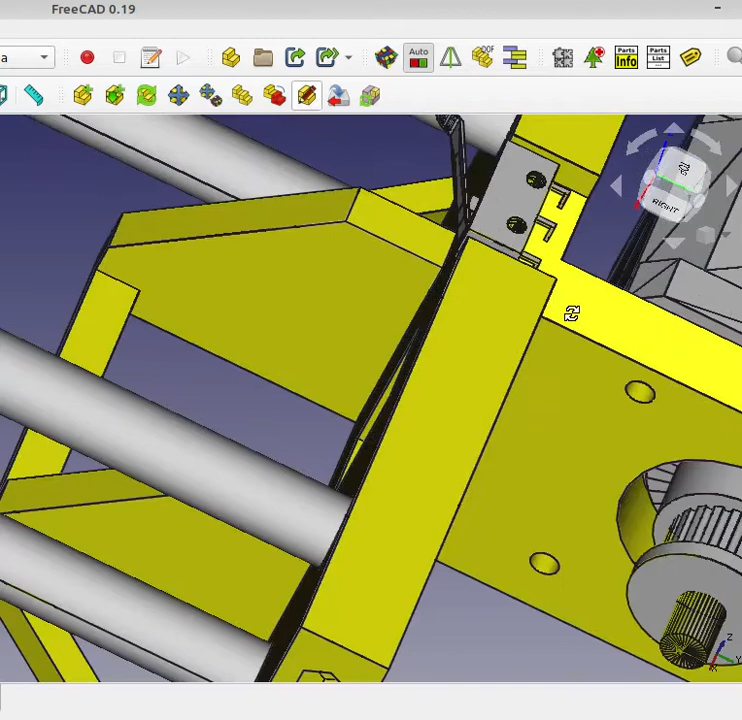 FreeCAD 0.19
a
Auto
Parts
Info
Parts
List
RIGHT
Z
Y
X